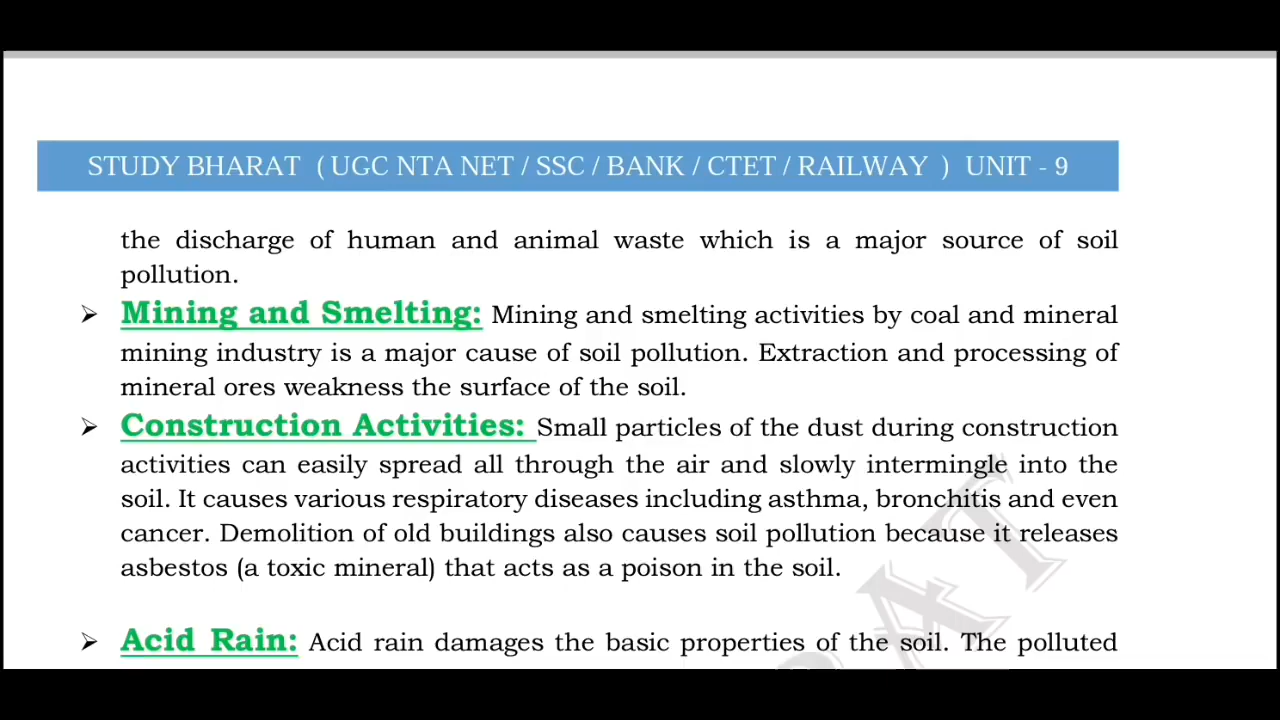 STUDY BHARAT ( UGC NTA NET / SSC / BANK / CTET / RAILWAY ) UNIT - 9
the discharge of human and animal waste which is a major source of soil
pollution.
➢ Mining and Smelting: Mining and smelting activities by coal and mineral
mining industry is a major cause of soil pollution. Extraction and processing of
mineral ores weakness the surface of the soil.
➢ Construction Activities: Small particles of the dust during construction
activities can easily spread all through the air and slowly intermingle into the
soil. It causes various respiratory diseases including asthma, bronchitis and even
cancer. Demolition of old buildings also causes soil pollution because it releases
asbestos (a toxic mineral) that acts as a poison in the soil.
➢ Acid Rain: Acid rain damages the basic properties of the soil. The polluted